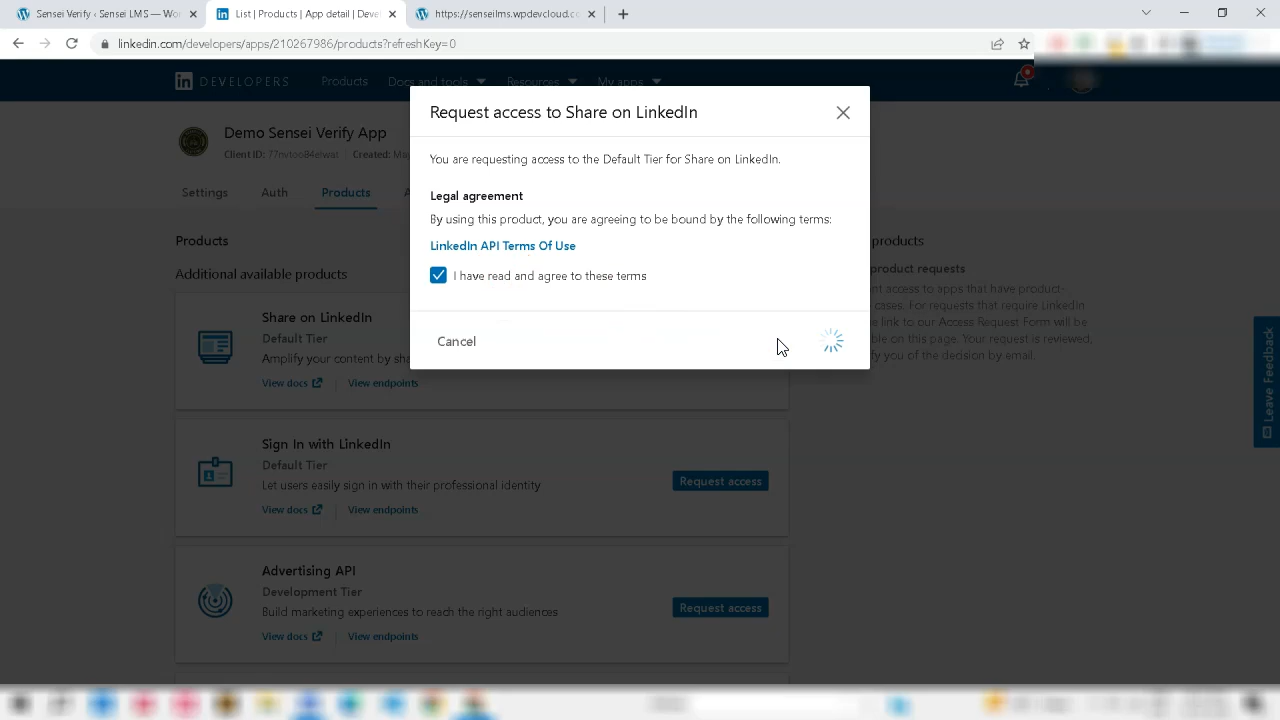 Verify ‹ Sensei LMS — Wo
List | Products | App detail | Deve
https://senseilms.wpdevcloud.co
linkedin.com/developers/apps/210267986/products?refreshKey=0
in DEVELOPERS Products Docs and tools Resources My apps
Demo Sensei Verify App
Client ID: Created: Ma
Settings Auth Products A
Request access to Share on LinkedIn
You are requesting access to the Default Tier for Share on LinkedIn.
Legal agreement
By using this product, you are agreeing to be bound by the following terms:
LinkedIn API Terms Of Use
I have read and agree to these terms
Cancel
Products
Additional available products
Share on LinkedIn
Default Tier
Amplify your content by sha
View docs View endpoints
Sign In with LinkedIn
Default Tier
Let users easily sign in with their professional identity
View docs View endpoints
Request access
Advertising API
Development Tier
Build marketing experiences to reach the right audiences
View docs View endpoints
Request access
products
product requests
nt access to apps that have product-
cases. For requests that require LinkedIn
e link to our Access Request Form will be
ble on this page. Your request is reviewed,
fy you of the decision by email.
Leave Feedback